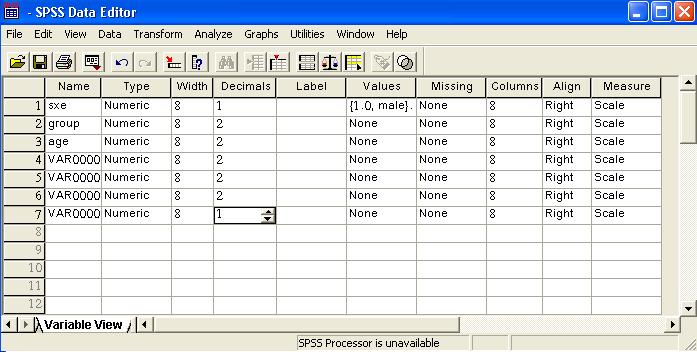 - SPSS Data Editor
File Edit View Data Transform Analyze Graphs Utilities Window Help
Name Type Width Decimals Label Values Missing Columns Align Measure
1 sxe Numeric 8 1 {1.0, male}. None 8 Right Scale
2 group Numeric 8 2 None None 8 Right Scale
3 age Numeric 8 2 None None 8 Right Scale
4 VAR0000 Numeric 8 2 None None 8 Right Scale
5 VAR0000 Numeric 8 2 None None 8 Right Scale
6 VAR0000 Numeric 8 2 None None 8 Right Scale
7 VAR0000 Numeric 8 1 None None 8 Right Scale
8
9
10
11
12
Variable View
SPSS Processor is unavailable